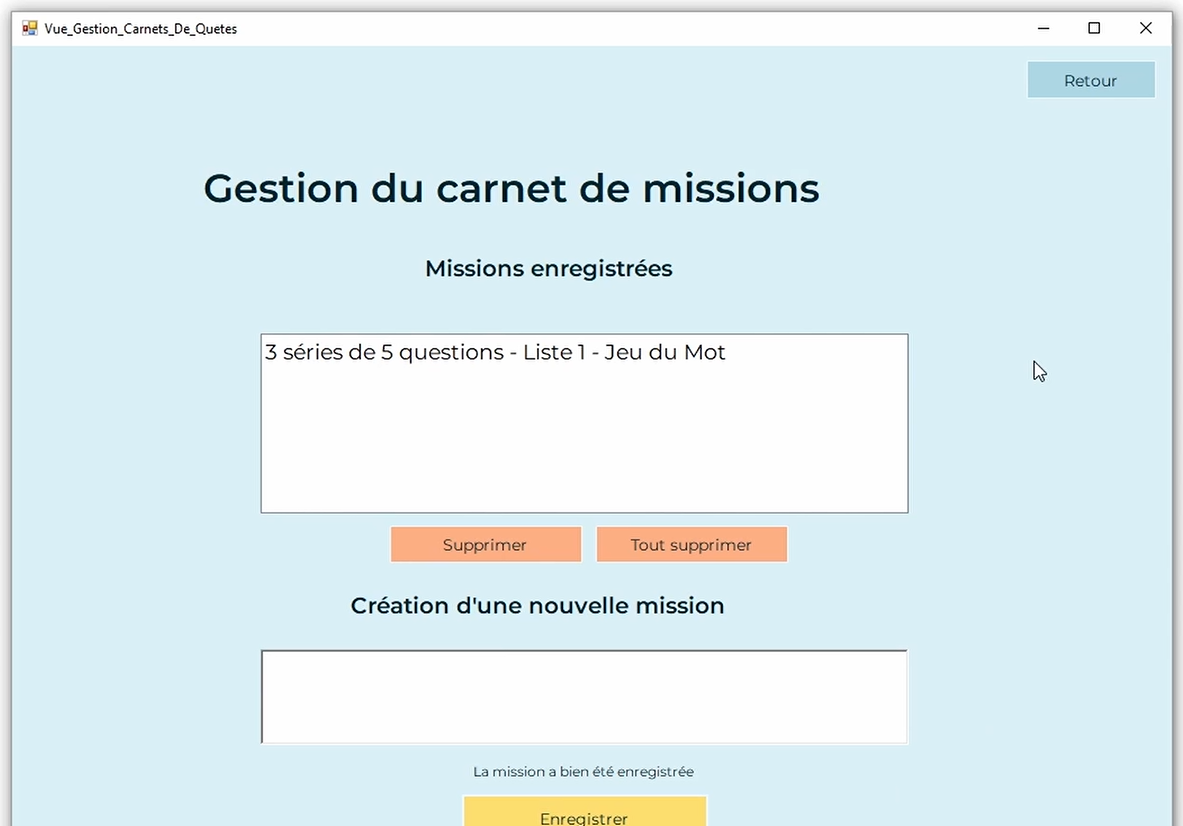 Vue_Gestion_Carnets_De_Quetes
Retour
Gestion du carnet de missions
Missions enregistrées
3 séries de 5 questions - Liste 1 - Jeu du Mot
Supprimer
Tout supprimer
Création d'une nouvelle mission
La mission a bien été enregistrée
Enregistrer